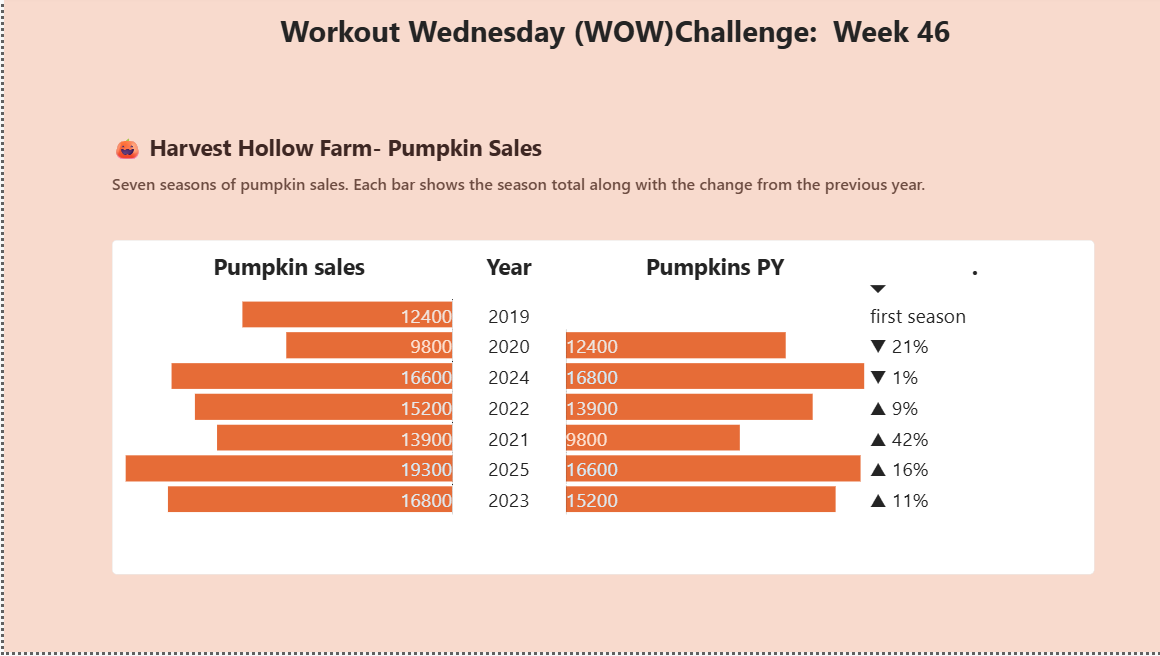 Workout Wednesday (WOW)Challenge:  Week 46
Harvest Hollow Farm- Pumpkin Sales
Seven seasons of pumpkin sales. Each bar shows the season total along with the change from the previous year.
Pumpkin sales Year Pumpkins PY .
12400 2019 first season
9800 2020 12400 ▼ 21%
16600 2024 16800 ▼ 1%
15200 2022 13900 ▲ 9%
13900 2021 9800 ▲ 42%
19300 2025 16600 ▲ 16%
16800 2023 15200 ▲ 11%